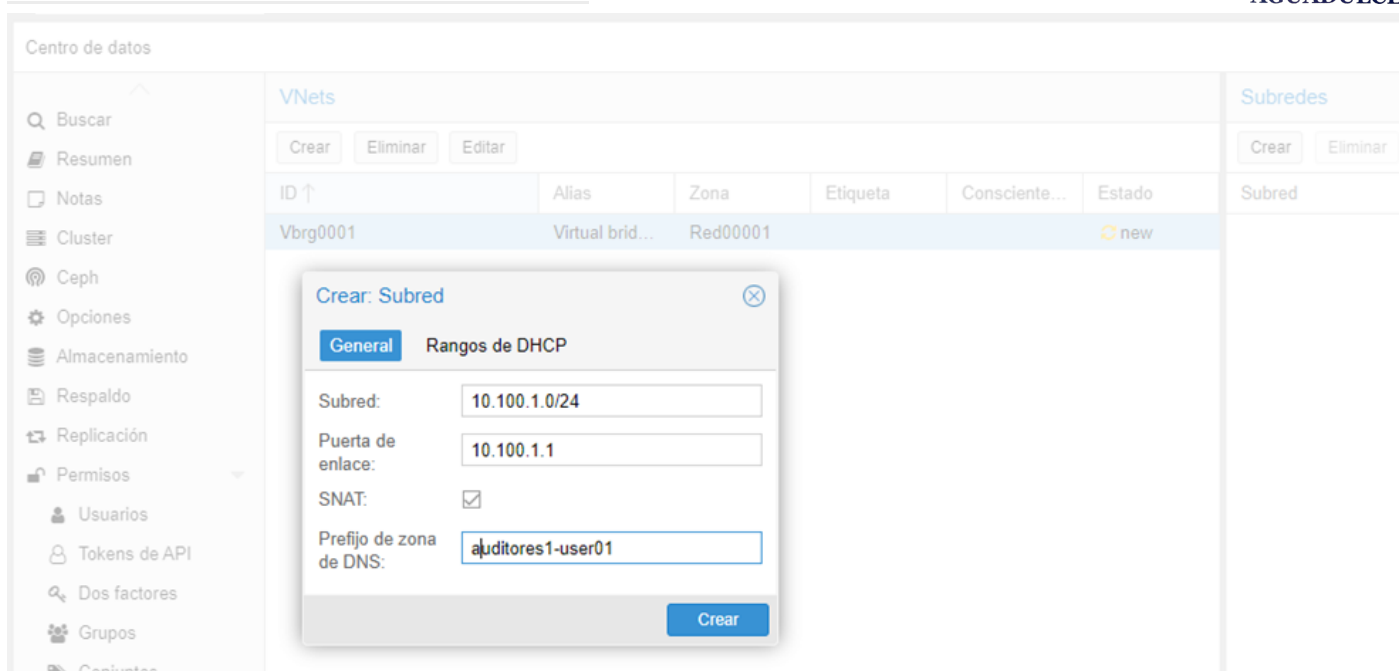 AGUADULCE
Centro de datos
Buscar
Resumen
Notas
Cluster
Ceph
Opciones
Almacenamiento
Respaldo
Replicación
Permisos
Usuarios
Tokens de API
Dos factores
Grupos
Conjuntos
VNets
Crear Eliminar Editar
ID ↑ Alias Zona Etiqueta Consciente... Estado
Vbrg0001 Virtual brid... Red00001 new
Subredes
Crear Eliminar
Subred
Crear: Subred
General Rangos de DHCP
Subred: 10.100.1.0/24
Puerta de
enlace: 10.100.1.1
SNAT:
Prefijo de zona
de DNS: auditores1-user01
Crear